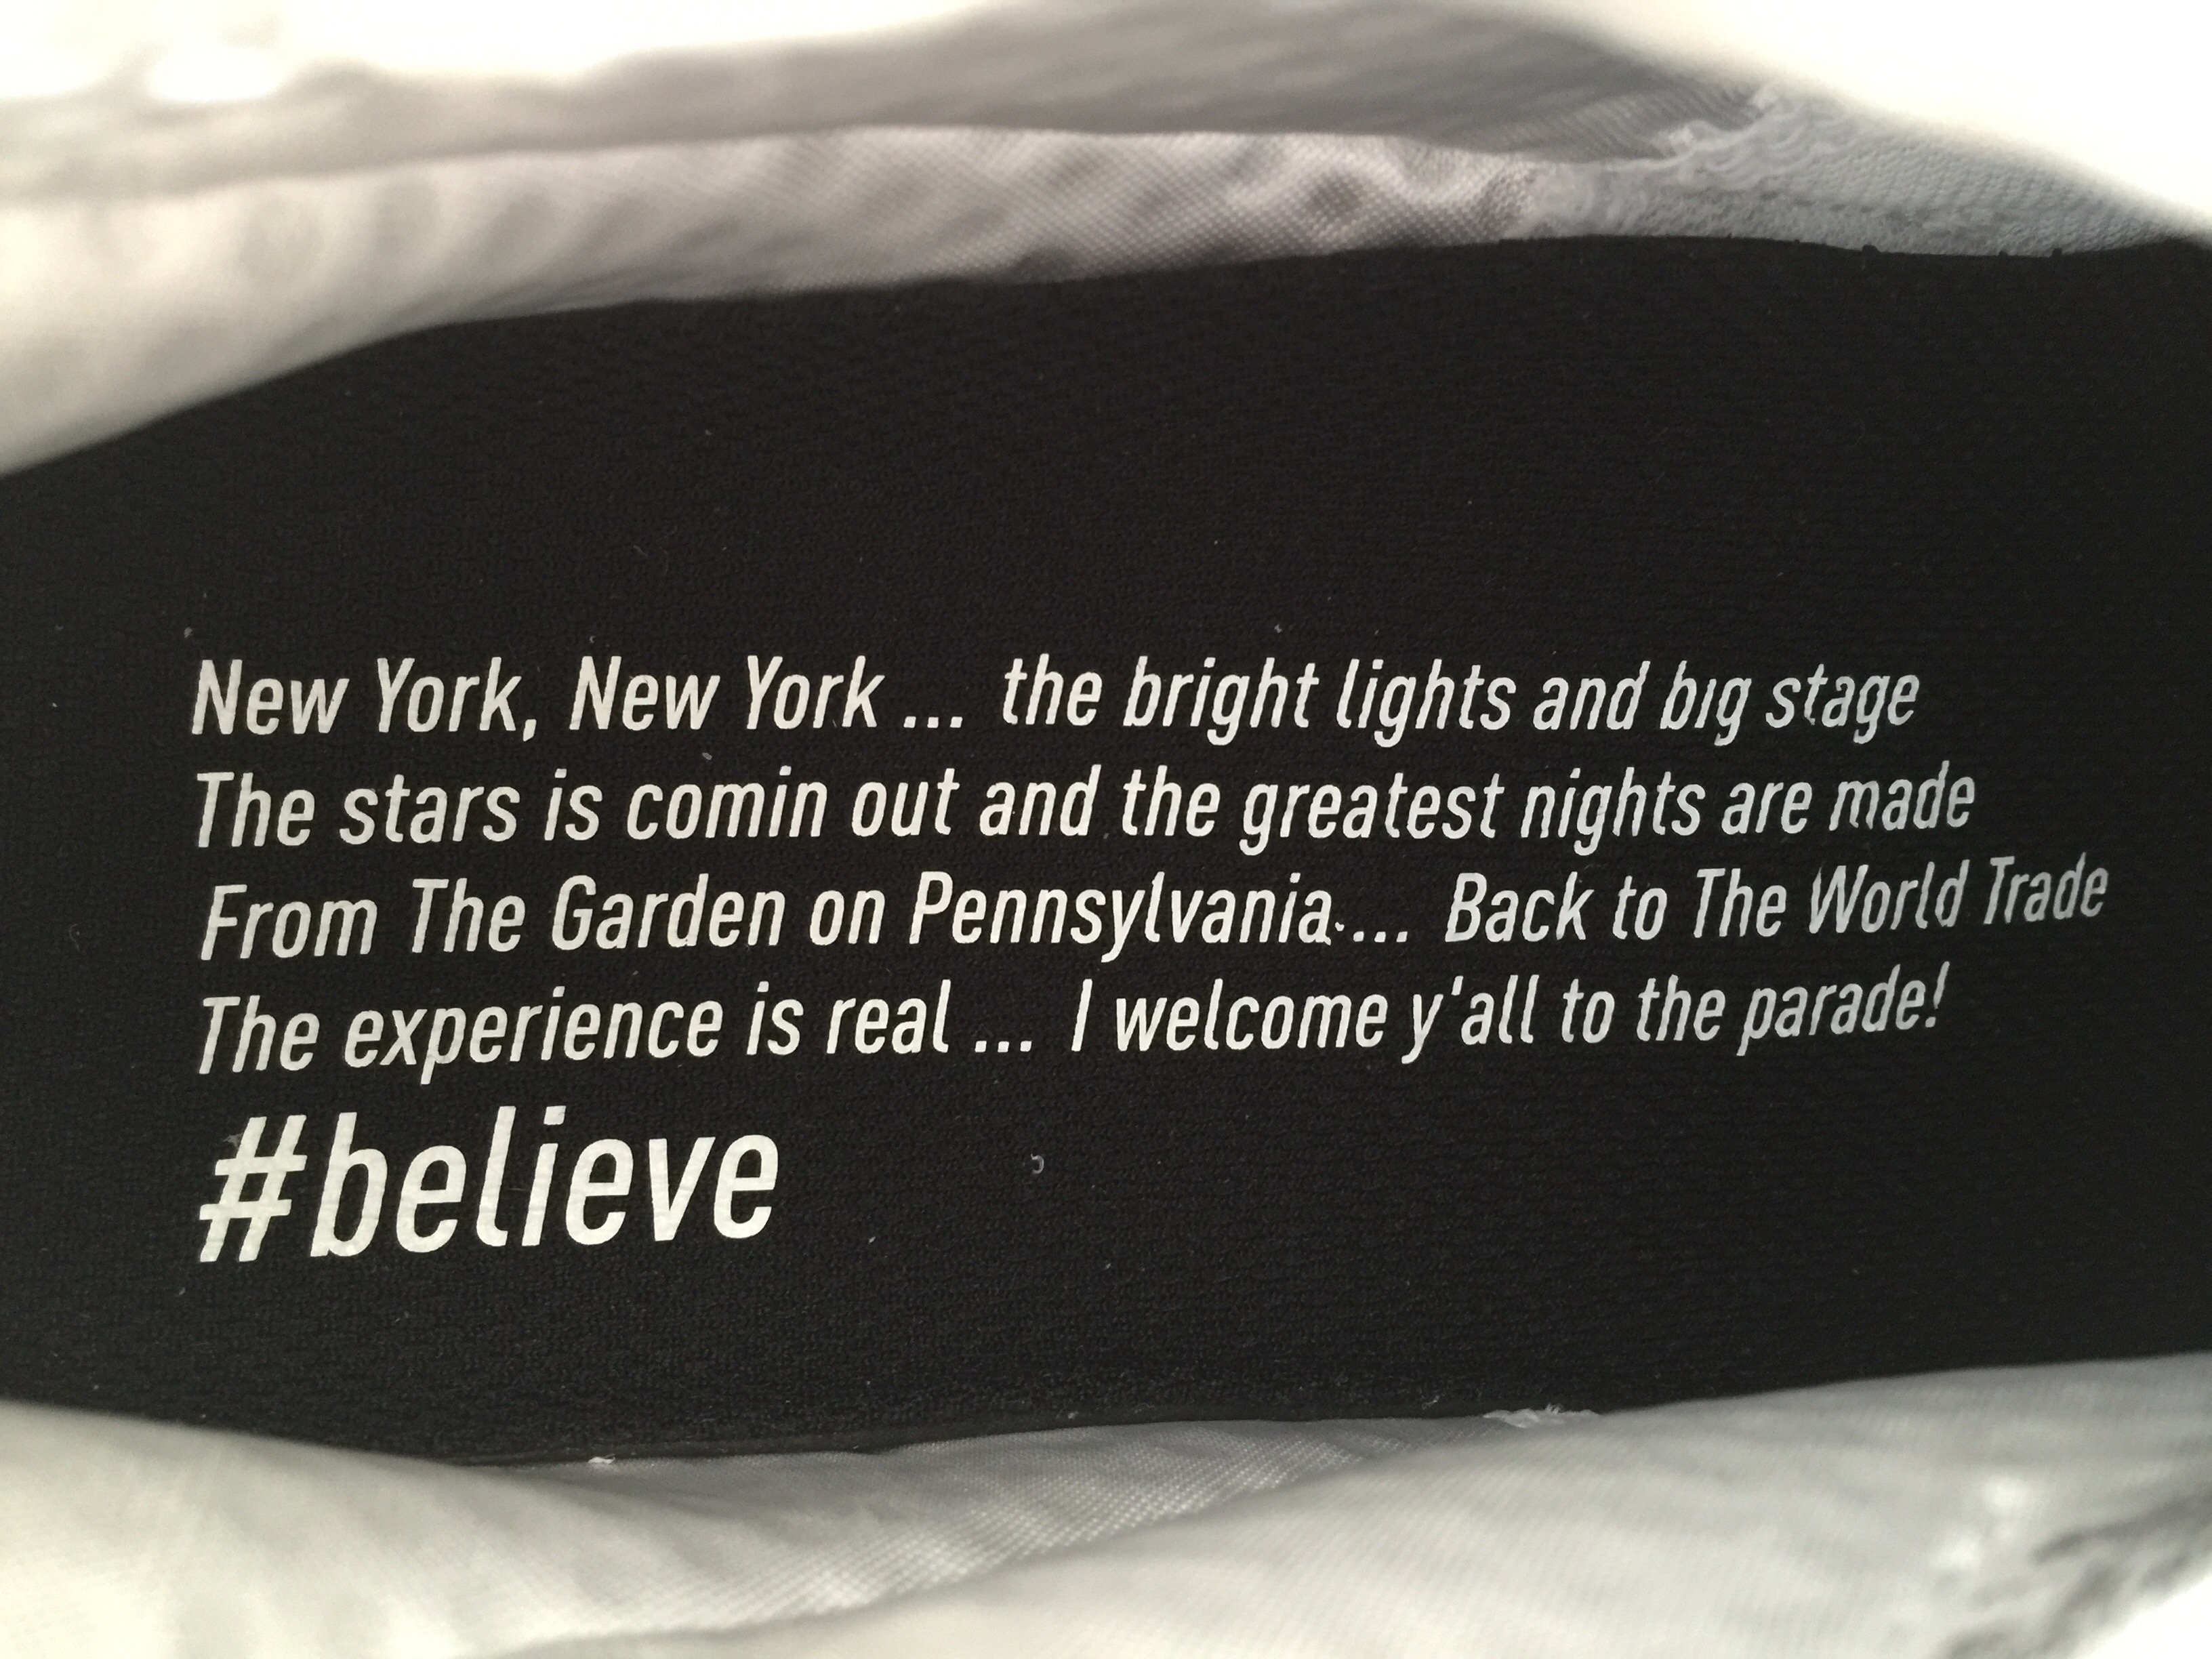 New York, New York ... the bright lights and big stage
The stars is comin out and the greatest nights are made
From The Garden on Pennsylvania.... Back to The World Trade
The experience is real ... I welcome y'all to the parade!
#believe